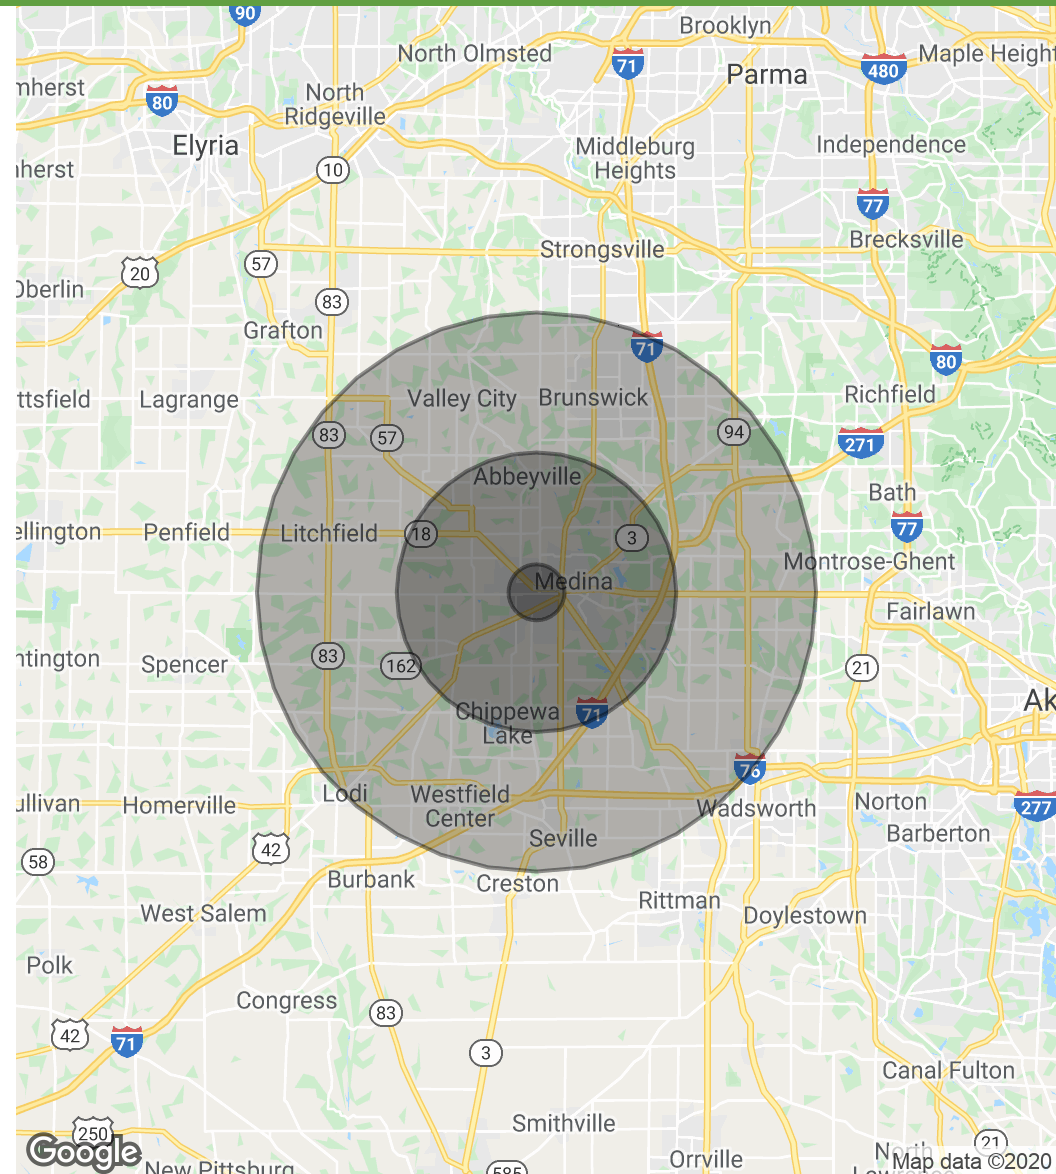 90
Brooklyn
North Olmsted
71
480
Maple Heigh
Parma
mherst
80
North
Ridgeville
Elyria
Middleburg
Heights
Independence
herst
10
77
Strongsville
Brecksville
57
20
Oberlin
83
Grafton
71
80
ttsfield
Lagrange
Valley City
Brunswick
Richfield
83
57
94
271
Abbeyville
Bath
ellington
Penfield
Litchfield
18
3
77
Montrose-Ghent
Medina
Fairlawn
ntington
Spencer
83
162
21
Ak
Chippewa
Lake
71
76
ullivan
Homerville
Lodi
Westfield
Center
Wadsworth
Norton
277
Barberton
Seville
42
58
Burbank
Creston
Rittman
West Salem
Doylestown
Polk
Congress
83
42
71
3
Canal Fulton
250
Smithville
21
Google
New Pittsburg
585
Orrville
North
Map data ©2020